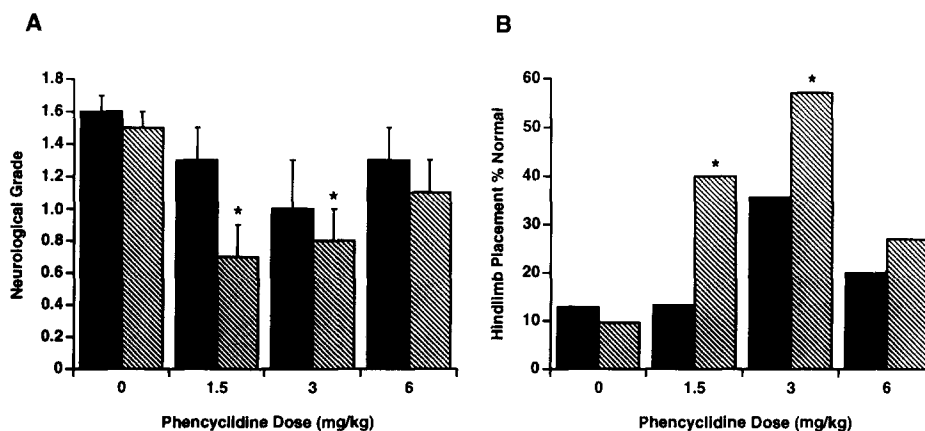 A
Neurological Grade
1.8
1.6
1.4
1.2
1.0
0.8
0.6
0.4
0.2
0
*
*
0 1.5 3 6
Phencyclidine Dose (mg/kg)
B
Hindlimb Placement % Normal
60
50
40
30
20
10
0
*
*
0 1.5 3 6
Phencyclidine Dose (mg/kg)